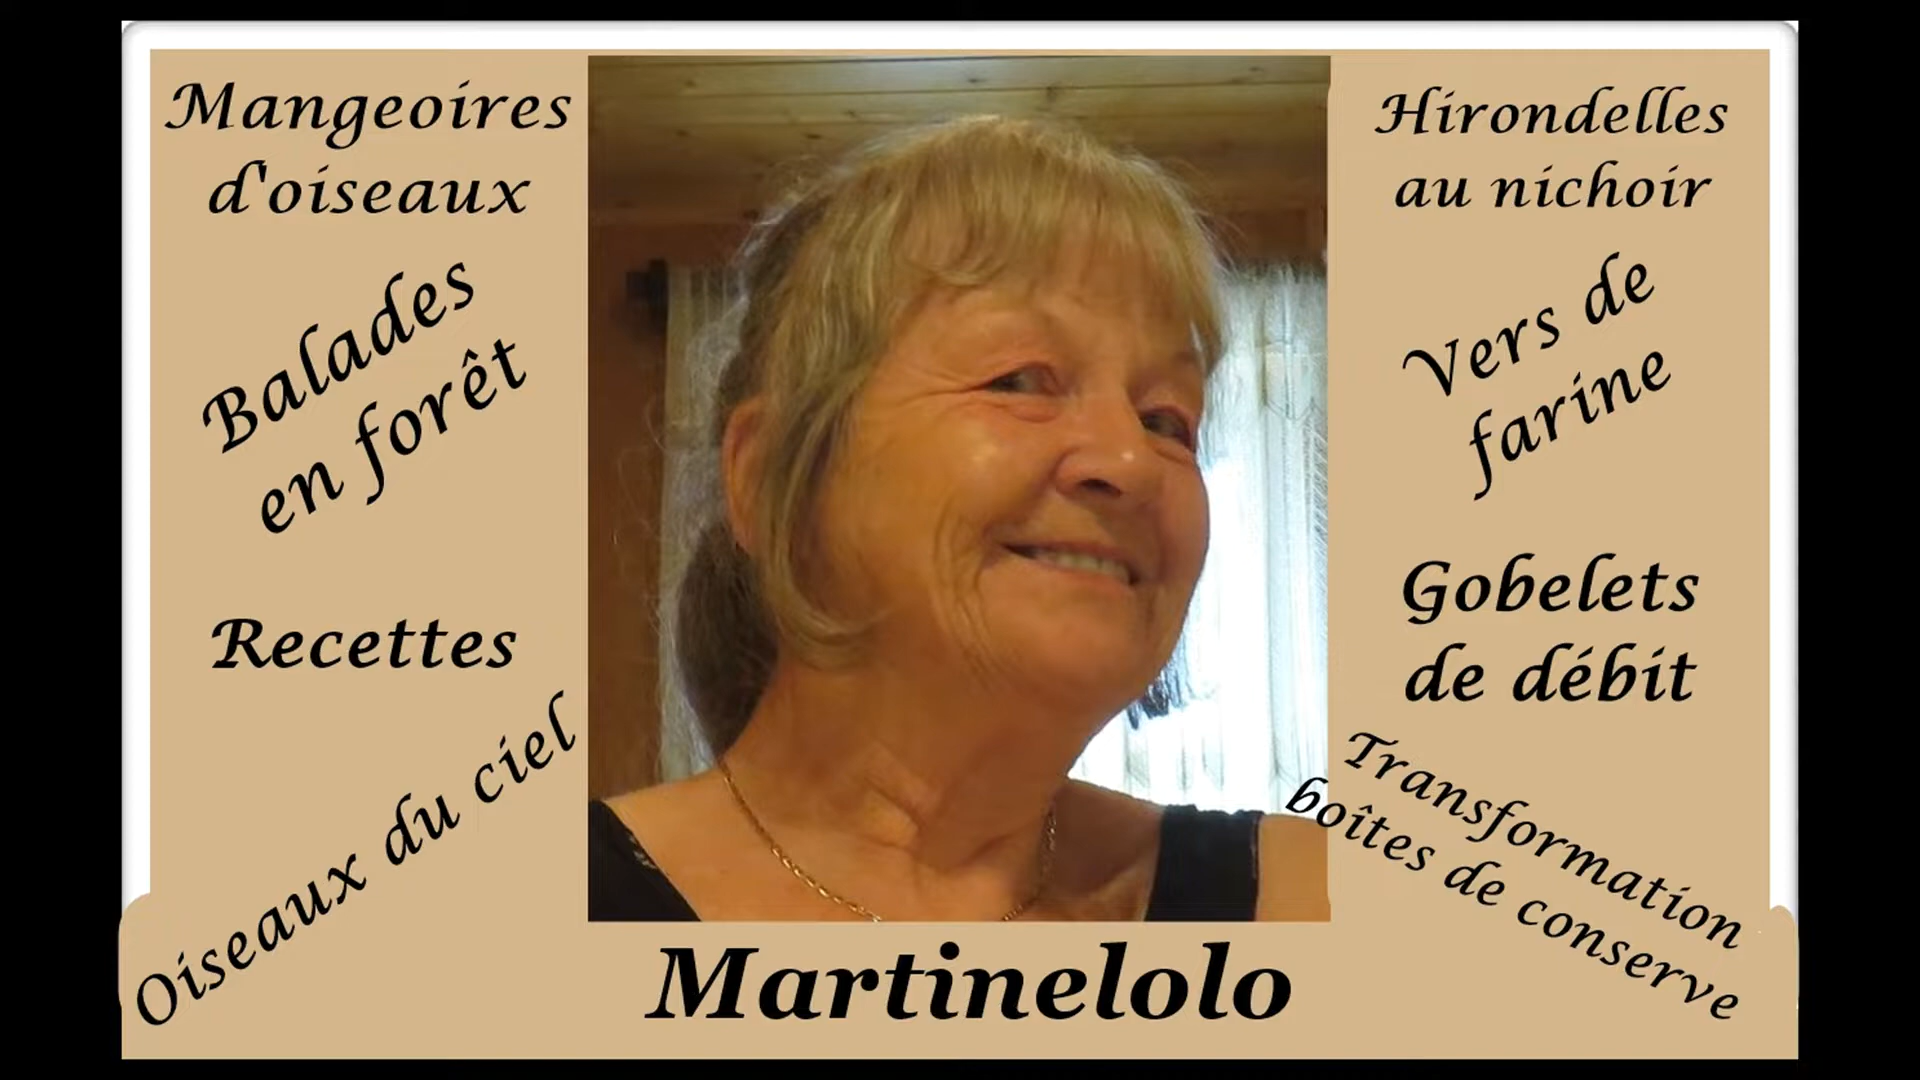 Mangeoires
d'oiseaux
Balades
en forêt
Recettes
Oiseaux du ciel
Hirondelles
au nichoir
Vers de
farine
Gobelets
de débit
Transformation
boîtes de conserve
Martinelolo